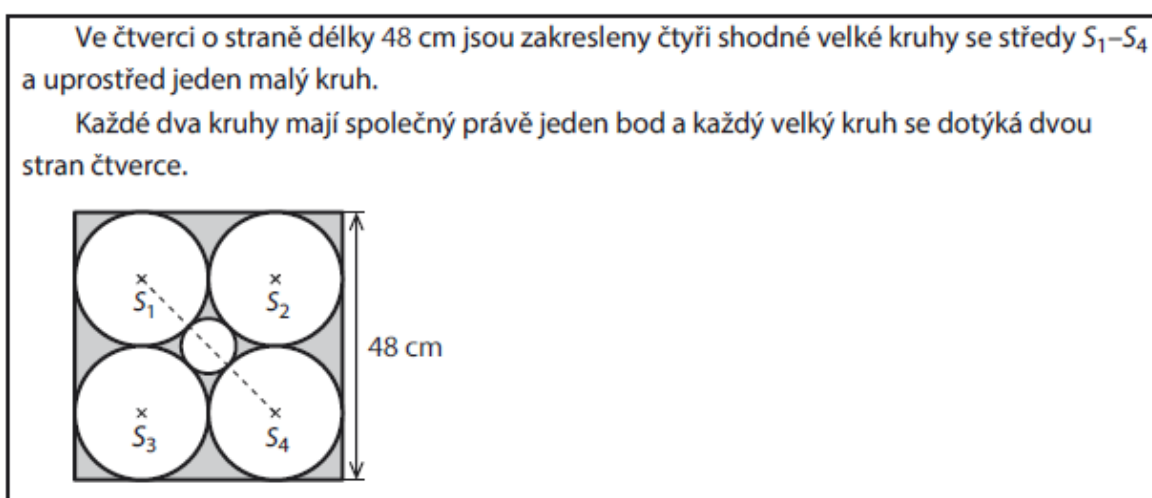 Ve čtverci o straně délky 48 cm jsou zakresleny čtyři shodné velké kruhy se středy S₁–S₄
a uprostřed jeden malý kruh.
Každé dva kruhy mají společný právě jeden bod a každý velký kruh se dotýká dvou
stran čtverce.
S₁ S₂
48 cm
S₃ S₄